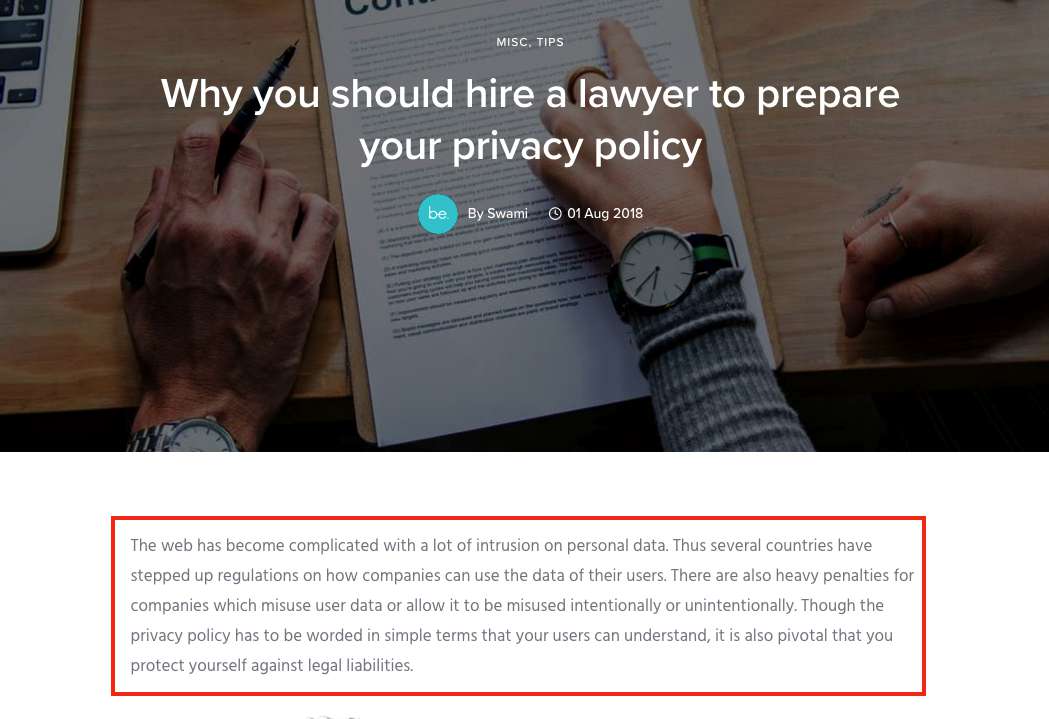 Cont
MISC, TIPS
Why you should hire a lawyer to prepare
your privacy policy
be.
By Swami
01 Aug 2018
The web has become complicated with a lot of intrusion on personal data. Thus several countries have
stepped up regulations on how companies can use the data of their users. There are also heavy penalties for
companies which misuse user data or allow it to be misused intentionally or unintentionally. Though the
privacy policy has to be worded in simple terms that your users can understand, it is also pivotal that you
protect yourself against legal liabilities.